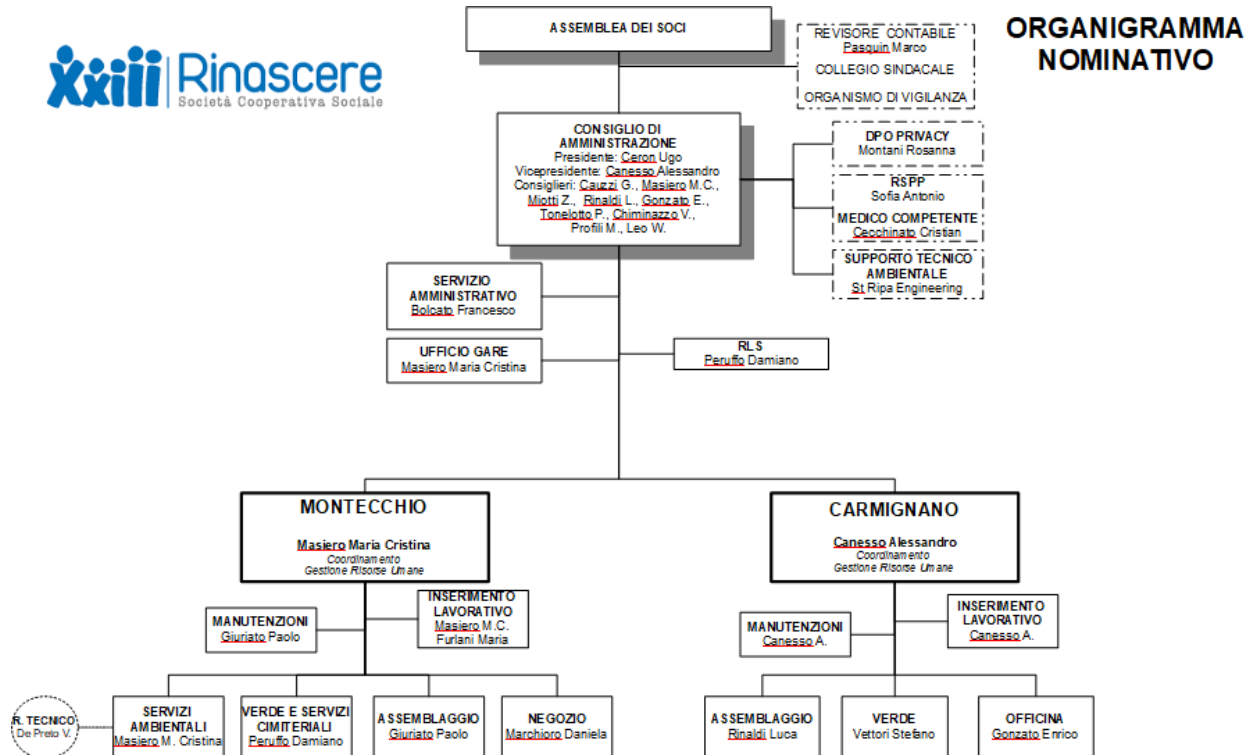 ASSEMBLEA DEI SOCI
REVISORE CONTABILE
Pasquin Marco
COLLEGIO SINDACALE
ORGANISMO DI VIGILANZA
ORGANIGRAMMA
NOMINATIVO
xxiii Rinascere
Società Cooperativa Sociale
CONSIGLIO DI
AMMINISTRAZIONE
Presidente: Ceron Ugo
Vicepresidente: Canesso Alessandro
Consiglieri: Cauzzi G., Masiero M.C.,
Miotti Z., Rinaldi L., Gonzato E.,
Tonelotto P., Chiminazzo V.,
Profili M., Leo W.
DPO PRIVACY
Montani Rosanna
RSPP
Sofia Antonio
MEDICO COMPETENTE
Cecchinato Cristian
SUPPORTO TECNICO
AMBIENTALE
St Ripa Engineering
SERVIZIO
AMMINISTRATIVO
Bolcato Francesco
UFFICIO GARE
Masiero Maria Cristina
RLS
Peruffo Damiano
MONTECCHIO
Masiero Maria Cristina
Coordinamento
Gestione Risorse Umane
CARMIGNANO
Canesso Alessandro
Coordinamento
Gestione Risorse Umane
MANUTENZIONI
Giuriato Paolo
INSERIMENTO
LAVORATIVO
Masiero M.C.
Furlani Maria
MANUTENZIONI
Canesso A.
INSERIMENTO
LAVORATIVO
Canesso A.
R. TECNICO
De Preto V.
SERVIZI
AMBIENTALI
Masiero M. Cristina
VERDE E SERVIZI
CIMITERIALI
Peruffo Damiano
ASSEMBLAGGIO
Giuriato Paolo
NEGOZIO
Marchioro Daniela
ASSEMBLAGGIO
Rinaldi Luca
VERDE
Vettori Stefano
OFFICINA
Gonzato Enrico